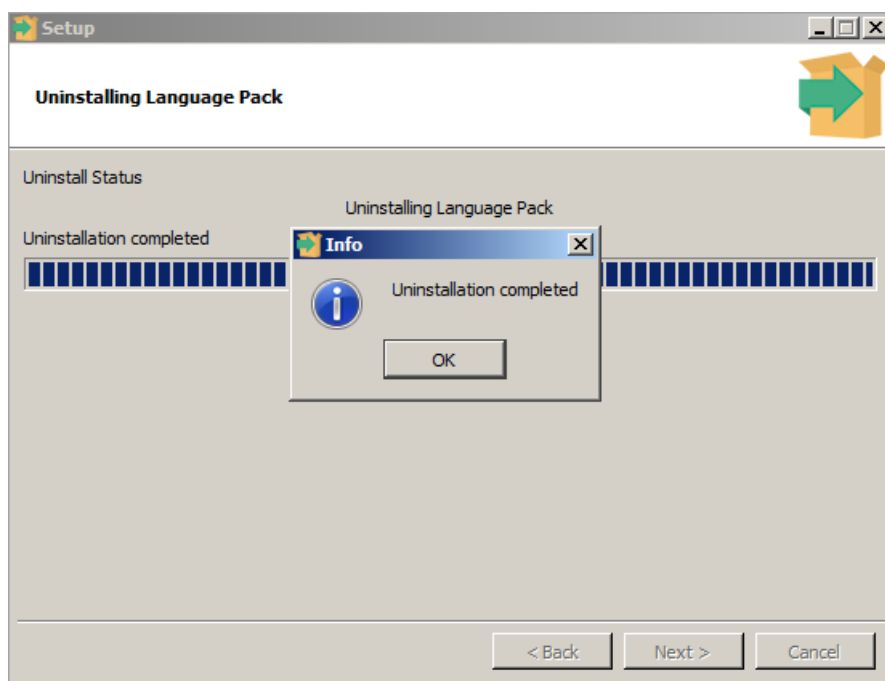 Setup
Uninstalling Language Pack
Uninstall Status
Uninstalling Language Pack
Uninstallation completed
Info
Uninstallation completed
OK
< Back
Next >
Cancel